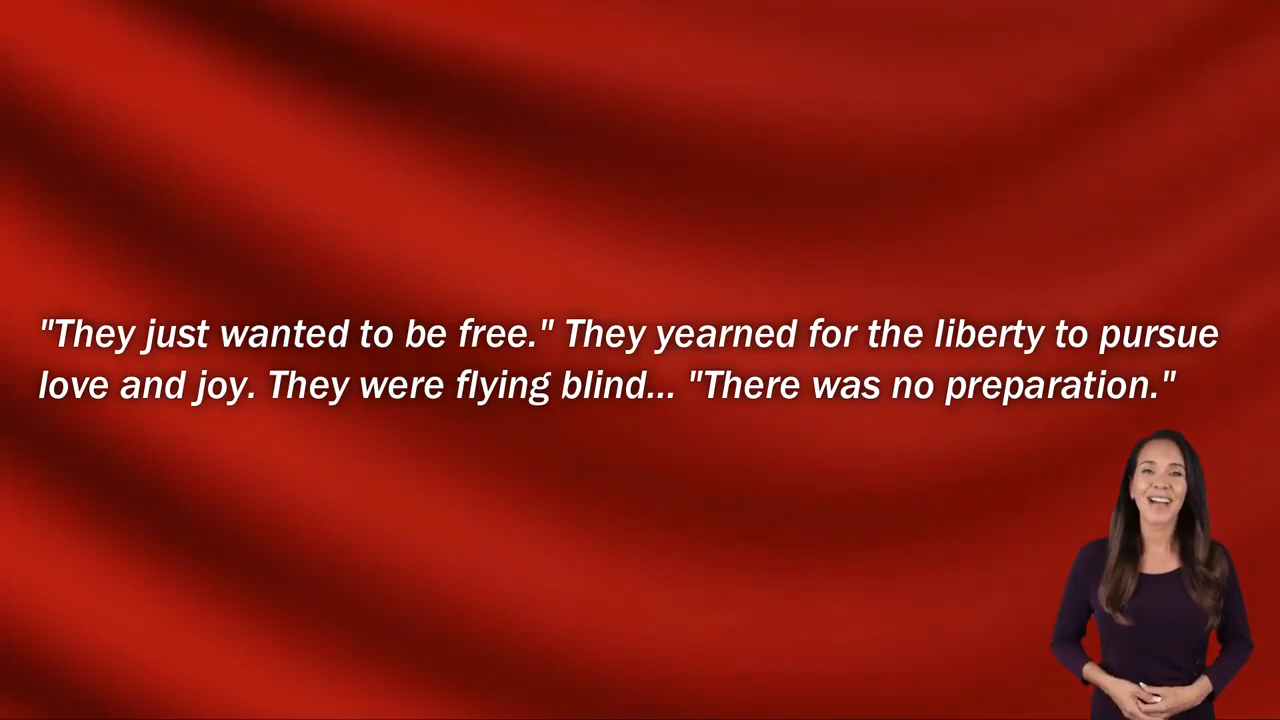 "They just wanted to be free." They yearned for the liberty to pursue
love and joy. They were flying blind... "There was no preparation."